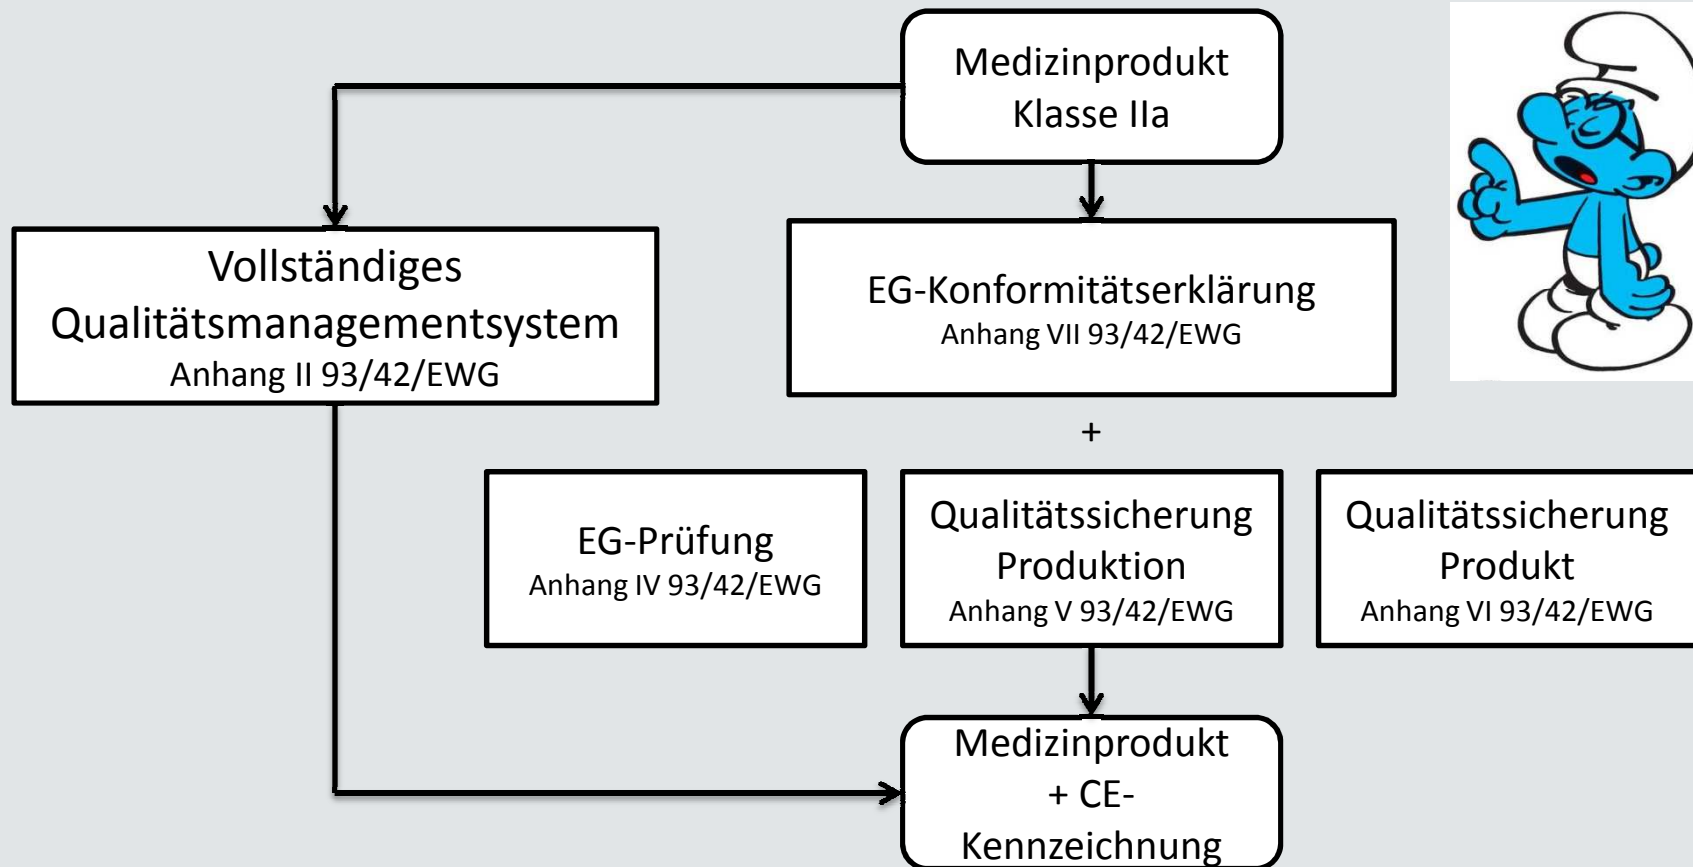 Medizinprodukt
Klasse IIa
Vollständiges
Qualitätsmanagementsystem
Anhang II 93/42/EWG
EG-Konformitätserklärung
Anhang VII 93/42/EWG
+
EG-Prüfung
Anhang IV 93/42/EWG
Qualitätssicherung
Produktion
Anhang V 93/42/EWG
Qualitätssicherung
Produkt
Anhang VI 93/42/EWG
Medizinprodukt
+ CE-
Kennzeichnung